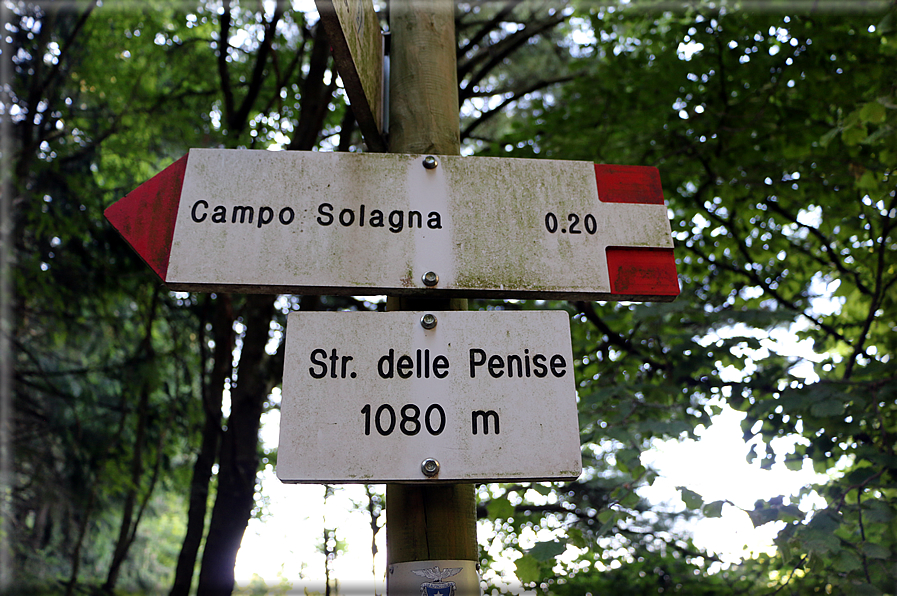 Campo Solagna 0.20
Str. delle Penise
1080 m